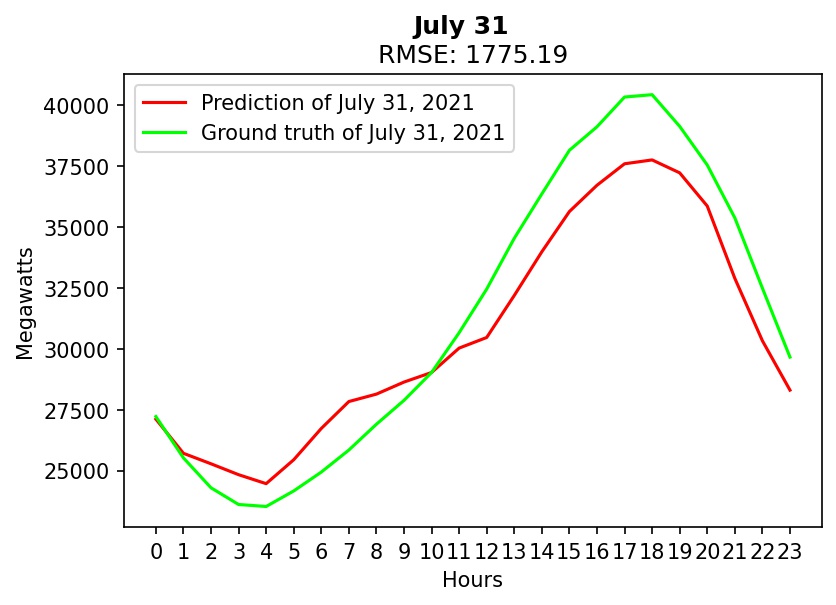 July 31
RMSE: 1775.19
Prediction of July 31, 2021
Ground truth of July 31, 2021
40000
37500
35000
32500
30000
27500
25000
Megawatts
0 1 2 3 4 5 6 7 8 9 10 11 12 13 14 15 16 17 18 19 20 21 22 23
Hours